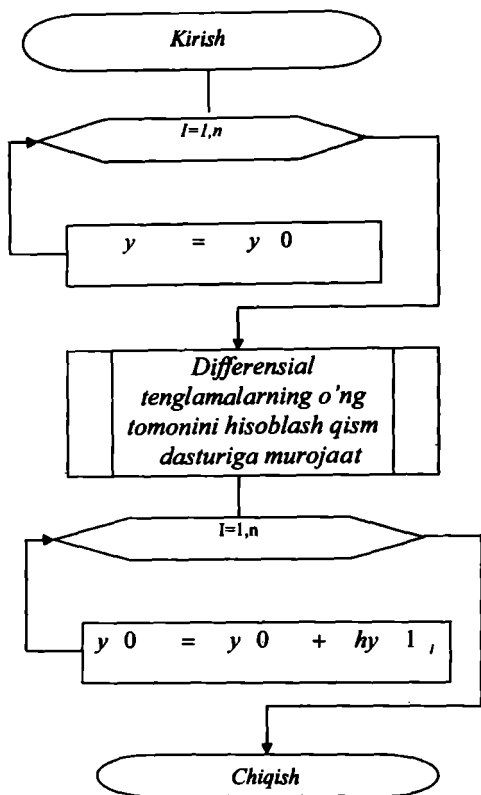 Kirish
I=1,n
y = y 0
Differensial
tenglamalarning o'ng
tomonini hisoblash qism
dasturiga murojaat
I=1,n
y 0 = y 0 + hy 1 i
Chiqish